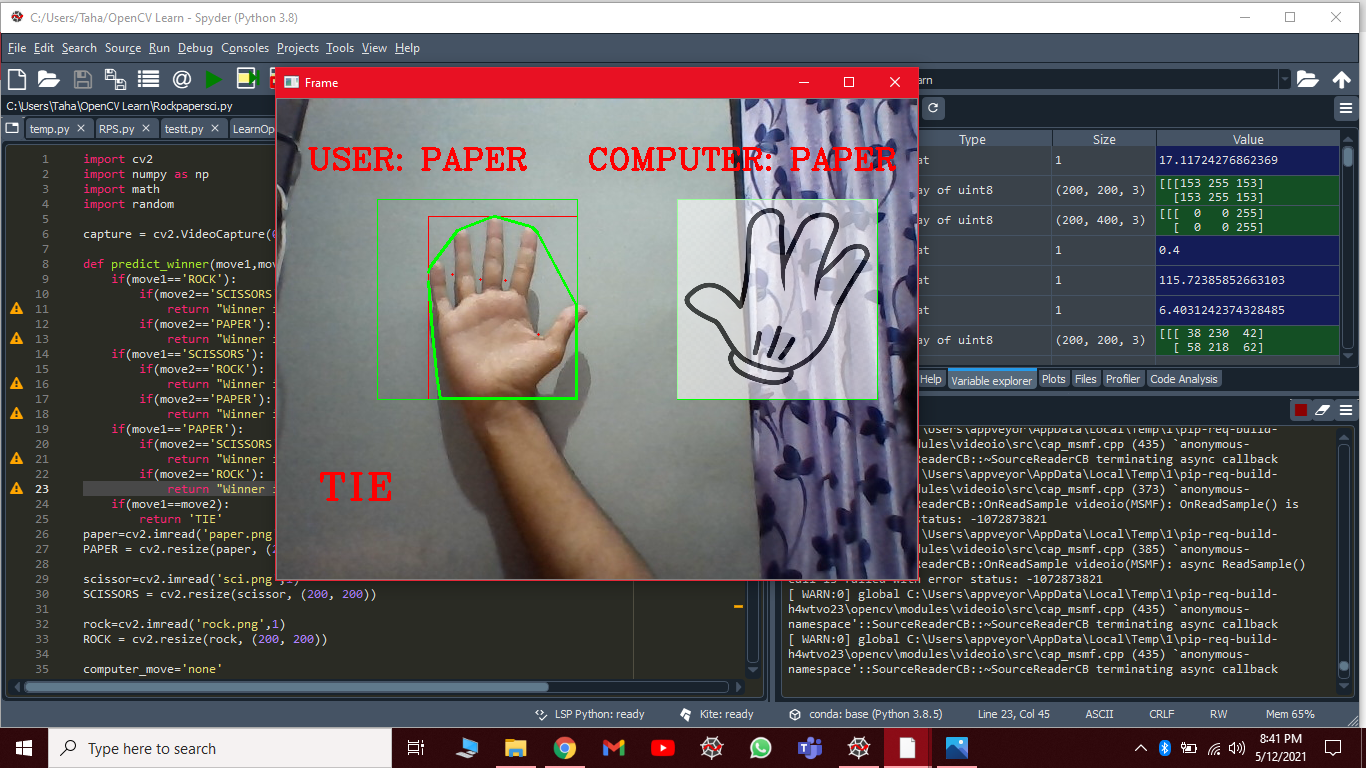 C:/Users/Taha/OpenCV Learn - Spyder (Python 3.8)
File Edit Search Source Run Debug Consoles Projects Tools View Help
Frame
C:\Users\Taha\OpenCV Learn\Rockpapersci.py
temp.py RPS.py testt.py LearnOp
1 import cv2
2 import numpy as np
3 import math
4 import random
5
6 capture = cv2.VideoCapture(
7
8 def predict_winner(move1,mov
9 if(move1=='ROCK'):
10 if(move2=='SCISSORS
11 return "Winner i
12 if(move2=='PAPER'):
13 return "Winner i
14 if(move1=='SCISSORS'):
15 if(move2=='ROCK'):
16 return "Winner i
17 if(move2=='PAPER'):
18 return "Winner i
19 if(move1=='PAPER'):
20 if(move2=='SCISSORS
21 return "Winner i
22 if(move2=='ROCK'):
23 return "Winner i
24 if(move1==move2):
25 return 'TIE'
26 paper=cv2.imread('paper.png
27 PAPER = cv2.resize(paper, (2
28
29 scissor=cv2.imread('sci.png',1)
30 SCISSORS = cv2.resize(scissor, (200, 200))
31
32 rock=cv2.imread('rock.png',1)
33 ROCK = cv2.resize(rock, (200, 200))
34
35 computer_move='none'
USER: PAPER COMPUTER: PAPER
TIE
arn
Type Size Value
at 1 17.11724276862369
ay of uint8 (200, 200, 3) [[[153 255 153]
[153 255 153]
ay of uint8 (200, 400, 3) [[[ 0 0 255]
[ 0 0 255]
at 1 0.4
at 1 115.72385852663103
at 1 6.4031242374328485
ay of uint8 (200, 200, 3) [[[ 38 230 42]
[ 58 218 62]
Help Variable explorer Plots Files Profiler Code Analysis
\Users\appveyor\AppData\Local\Temp\1\pip-req-build-
dules\videoio\src\cap_msmf.cpp (435) `anonymous-
rceReaderCB::~SourceReaderCB terminating async callback
\Users\appveyor\AppData\Local\Temp\1\pip-req-build-
dules\videoio\src\cap_msmf.cpp (373) `anonymous-
rceReaderCB::OnReadSample videoio(MSMF): OnReadSample() is
status: -1072873821
\Users\appveyor\AppData\Local\Temp\1\pip-req-build-
dules\videoio\src\cap_msmf.cpp (385) `anonymous-
rceReaderCB::OnReadSample videoio(MSMF): async ReadSample()
call is failed with error status: -1072873821
[ WARN:0] global C:\Users\appveyor\AppData\Local\Temp\1\pip-req-build-
h4wtvo23\opencv\modules\videoio\src\cap_msmf.cpp (435) `anonymous-
namespace'::SourceReaderCB::~SourceReaderCB terminating async callback
[ WARN:0] global C:\Users\appveyor\AppData\Local\Temp\1\pip-req-build-
h4wtvo23\opencv\modules\videoio\src\cap_msmf.cpp (435) `anonymous-
namespace'::SourceReaderCB::~SourceReaderCB terminating async callback
LSP Python: ready Kite: ready conda: base (Python 3.8.5) Line 23, Col 45 ASCII CRLF RW Mem 65%
Type here to search
8:41 PM
5/12/2021